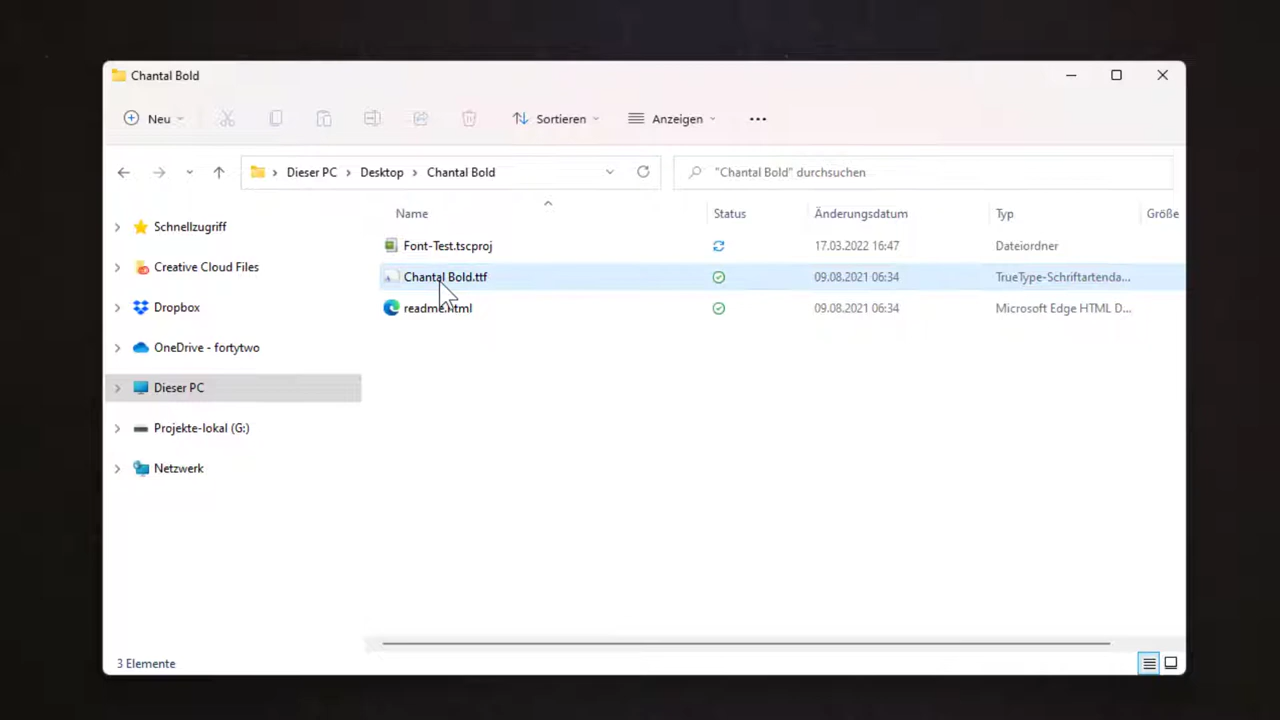 Chantal Bold
Neu
Sortieren
Anzeigen
Dieser PC
Desktop
Chantal Bold
"Chantal Bold" durchsuchen
Name
Status
Änderungsdatum
Typ
Größe
Schnellzugriff
Creative Cloud Files
Dropbox
OneDrive - fortytwo
Dieser PC
Projekte-lokal (G:)
Netzwerk
Font-Test.tscproj
17.03.2022 16:47
Dateiordner
Chantal Bold.ttf
09.08.2021 06:34
TrueType-Schriftartenda...
readme.html
09.08.2021 06:34
Microsoft Edge HTML D...
3 Elemente